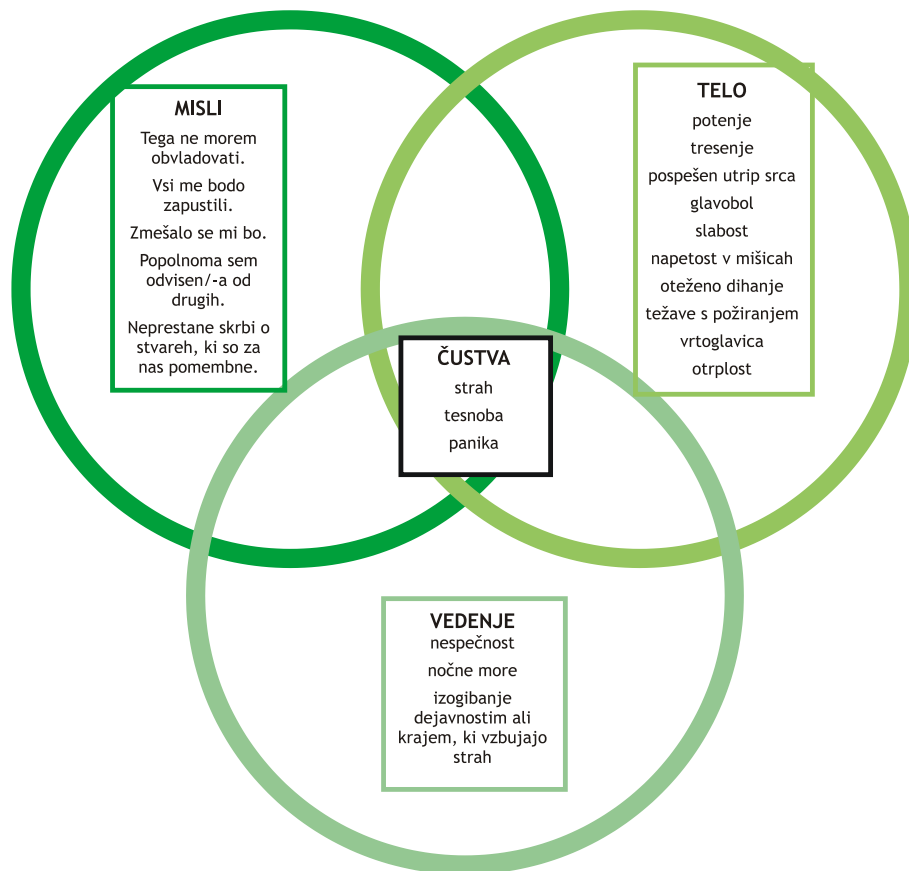 MISLI
Tega ne morem
obvladovati.
Vsi me bodo
zapustili.
Zmešalo se mi bo.
Popolnoma sem
odvisen/-a od
drugih.
Neprestane skrbi o
stvareh, ki so za
nas pomembne.
TELO
potenje
tresenje
pospešen utrip srca
glavobol
slabost
napetost v mišicah
oteženo dihanje
težave s požiranjem
vrtoglavica
otrplost
ČUSTVA
strah
tesnoba
panika
VEDENJE
nespečnost
nočne more
izogibanje
dejavnostim ali
krajem, ki vzbujajo
strah